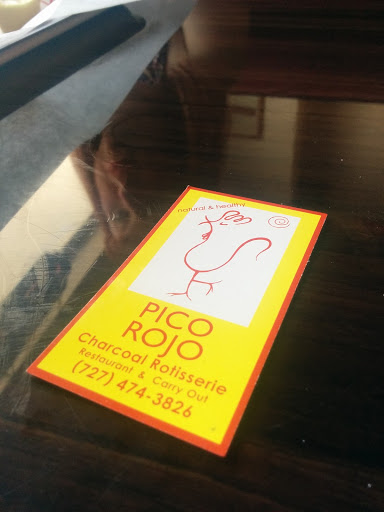 natural & healthy
PICO
ROJO
Charcoal Rotisserie
Restaurant & Carry Out
(727) 474-3826